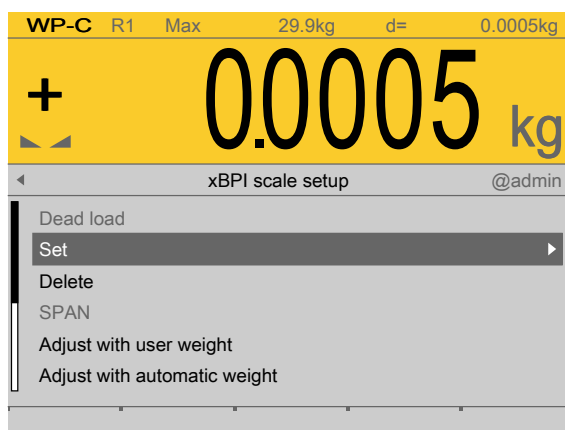 WP-C R1 Max 29.9kg d= 0.0005kg
+ 0.0005 kg
xBPI scale setup @admin
Dead load
Set
Delete
SPAN
Adjust with user weight
Adjust with automatic weight